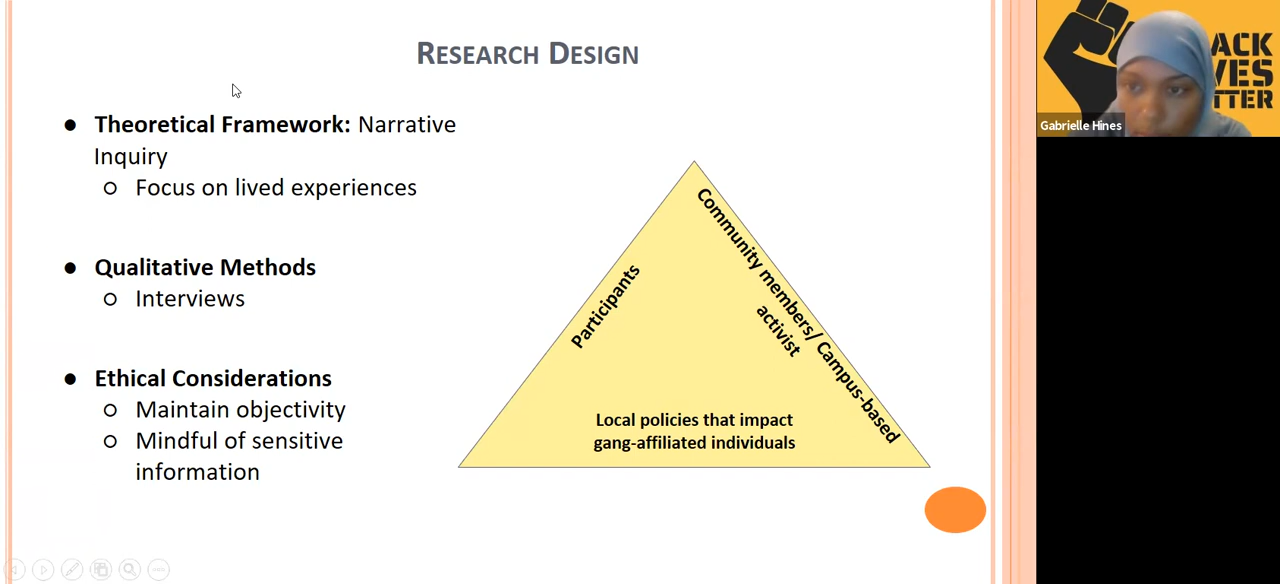 RESEARCH DESIGN
● Theoretical Framework: Narrative
Inquiry
○ Focus on lived experiences
● Qualitative Methods
○ Interviews
● Ethical Considerations
○ Maintain objectivity
○ Mindful of sensitive
information
Participants
Community members/ Campus-based
activist
Local policies that impact
gang-affiliated individuals
ACK
VES
TTER
Gabrielle Hines